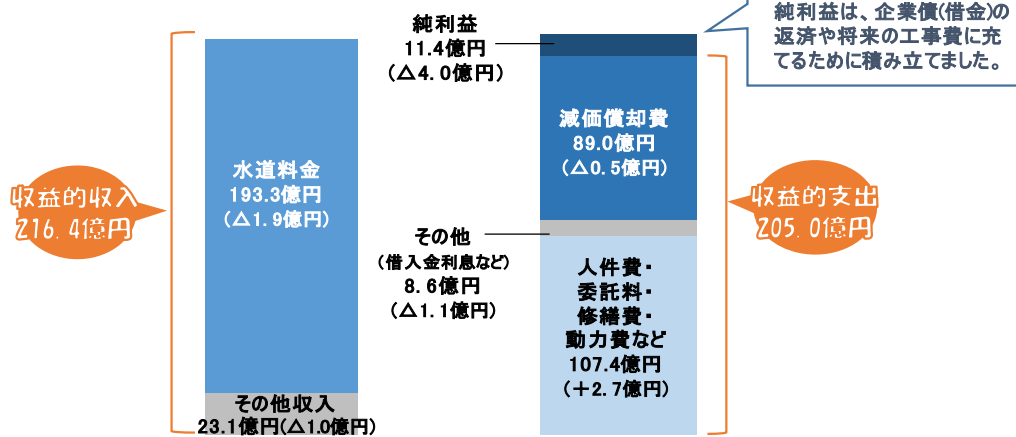 収益的収入
216.4億円
水道料金
193.3億円
(△1.9億円)
その他収入
23.1億円(△1.0億円)
純利益
11.4億円
(△4.0億円)
純利益は、企業債(借金)の
返済や将来の工事費に充
てるために積み立てました。
減価償却費
89.0億円
(△0.5億円)
その他
(借入金利息など)
8.6億円
(△1.1億円)
人件費・
委託料・
修繕費・
動力費など
107.4億円
(＋2.7億円)
収益的支出
205.0億円